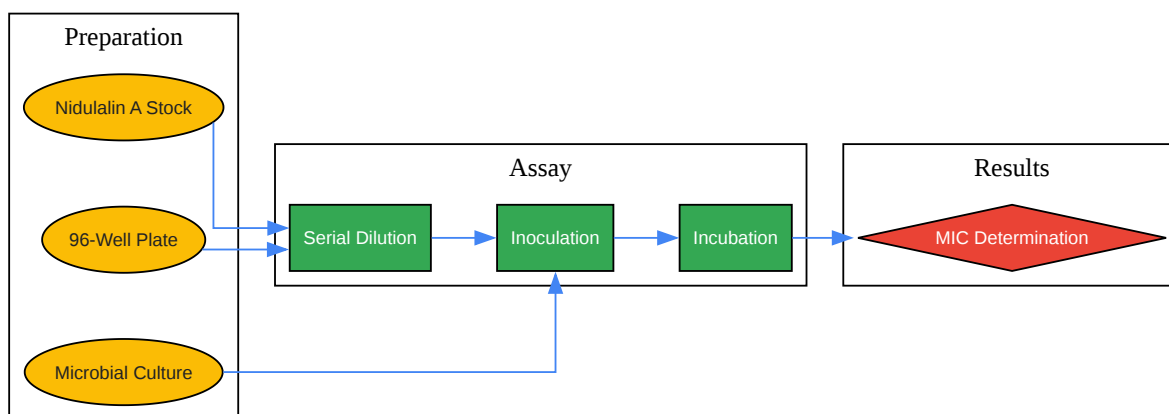 Preparation
Nidulalin A Stock
96-Well Plate
Microbial Culture
Assay
Serial Dilution
Inoculation
Incubation
Results
MIC Determination